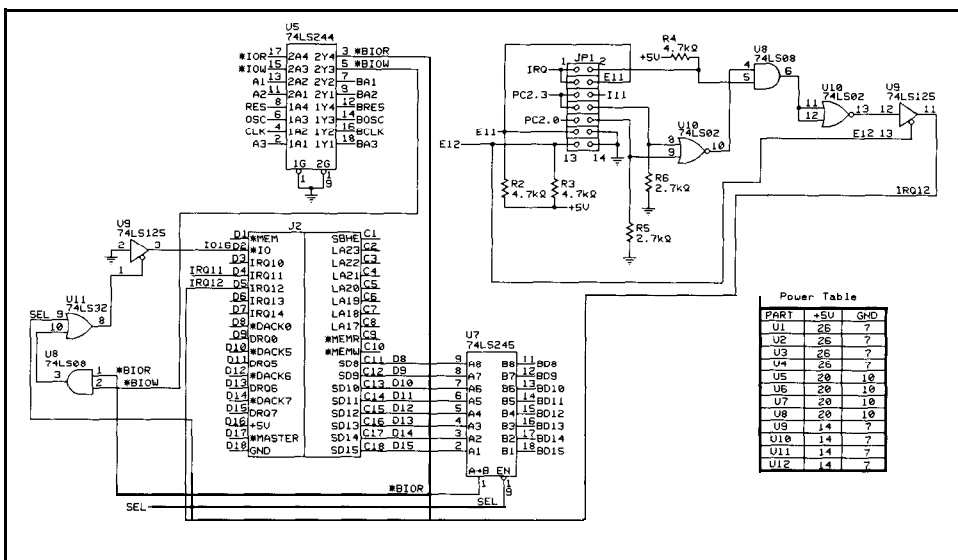 U5
74LS244
*IOR 17 2A4 2Y4 3 *BIOR
*IOW 15 2A3 2Y3 5 *BIOW
A1 13 2A2 2Y2 7 BA1
A2 11 2A1 2Y1 9 BA2
RES 8 1A4 1Y4 12 BRES
OSC 6 1A3 1Y3 14 BOSC
CLK 4 1A2 1Y2 16 BCLK
A3 2 1A1 1Y1 18 BA3
1G 2G
1 19
JP1
1 2
IRQ
E11
PC2.3
I11
PC2.0
E11
E12
13 14
R4
4.7kΩ
+5V
U8
74LS08
4
5
6
U10
74LS02
8
9
10
U10
74LS02
11
12
13
U9
74LS125
12 11
E12 13
IRQ12
R2
4.7kΩ
R3
4.7kΩ
+5V
R6
2.7kΩ
R5
2.7kΩ
U9
74LS125
2 3
1
IO16
U11
74LS32
SEL 9
10
8
U8
74LS08
3
1 *BIOR
2 *BIOW
J2
D1 *MEM SBHE C1
D2 *IO LA23 C2
D3 IRQ10 LA22 C3
IRQ11 D4 IRQ11 LA21 C4
IRQ12 D5 IRQ12 LA20 C5
D6 IRQ13 LA19 C6
D7 IRQ14 LA18 C7
D8 *DACK0 LA17 C8
D9 DRQ0 *MEMR C9
D10 *DACK5 *MEMW C10
D11 DRQ5 SD8 C11 D8
D12 *DACK6 SD9 C12 D9
D13 DRQ6 SD10 C13 D10
D14 *DACK7 SD11 C14 D11
D15 DRQ7 SD12 C15 D12
D16 +5V SD13 C16 D13
D17 *MASTER SD14 C17 D14
D18 GND SD15 C18 D15
U7
74LS245
9 A8 B8 11 BD8
8 A7 B7 12 BD9
7 A6 B6 13 BD10
6 A5 B5 14 BD11
5 A4 B4 15 BD12
4 A3 B3 16 BD13
3 A2 B2 17 BD14
2 A1 B1 18 BD15
A→B EN
1 19
*BIOR
SEL
SEL
Power Table
PART +5V GND
U1 26 7
U2 26 7
U3 26 7
U4 26 7
U5 20 10
U6 20 10
U7 20 10
U8 20 10
U9 14 7
U10 14 7
U11 14 7
U12 14 7